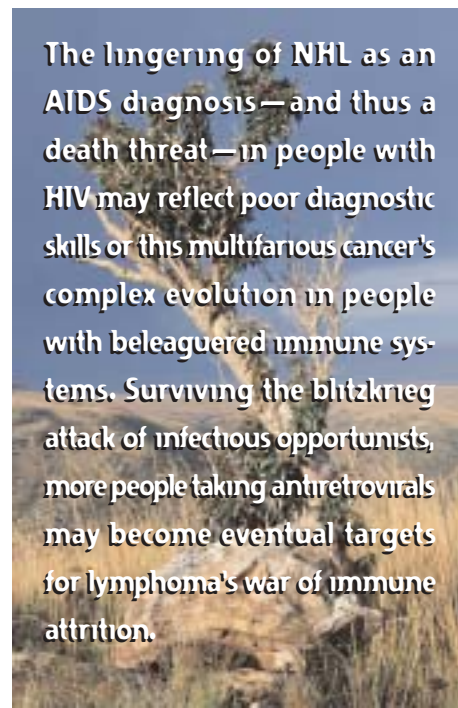 The lingering of NHL as an
AIDS diagnosis—and thus a
death threat—in people with
HIV may reflect poor diagnostic
skills or this multifarious cancer's
complex evolution in people
with beleaguered immune sys-
tems. Surviving the blitzkrieg
attack of infectious opportunists,
more people taking antiretrovirals
may become eventual targets
for lymphoma's war of immune
attrition.